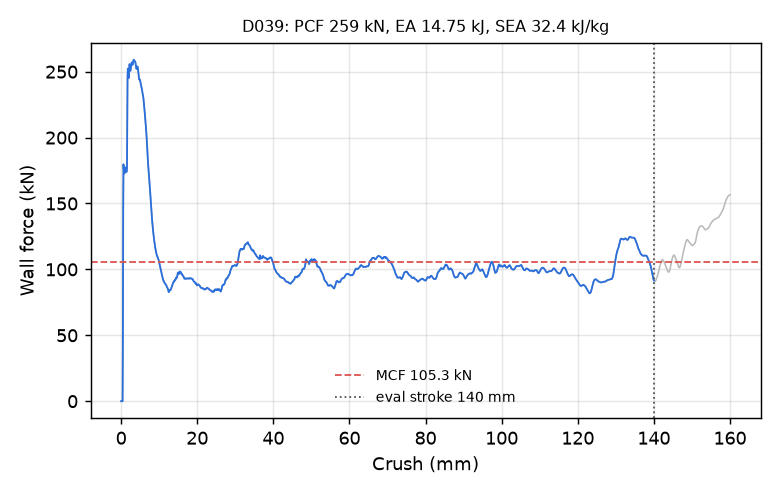 D039: PCF 259 kN, EA 14.75 kJ, SEA 32.4 kJ/kg
Wall force (kN)
250
200
150
100
50
0
MCF 105.3 kN
eval stroke 140 mm
0 20 40 60 80 100 120 140 160
Crush (mm)